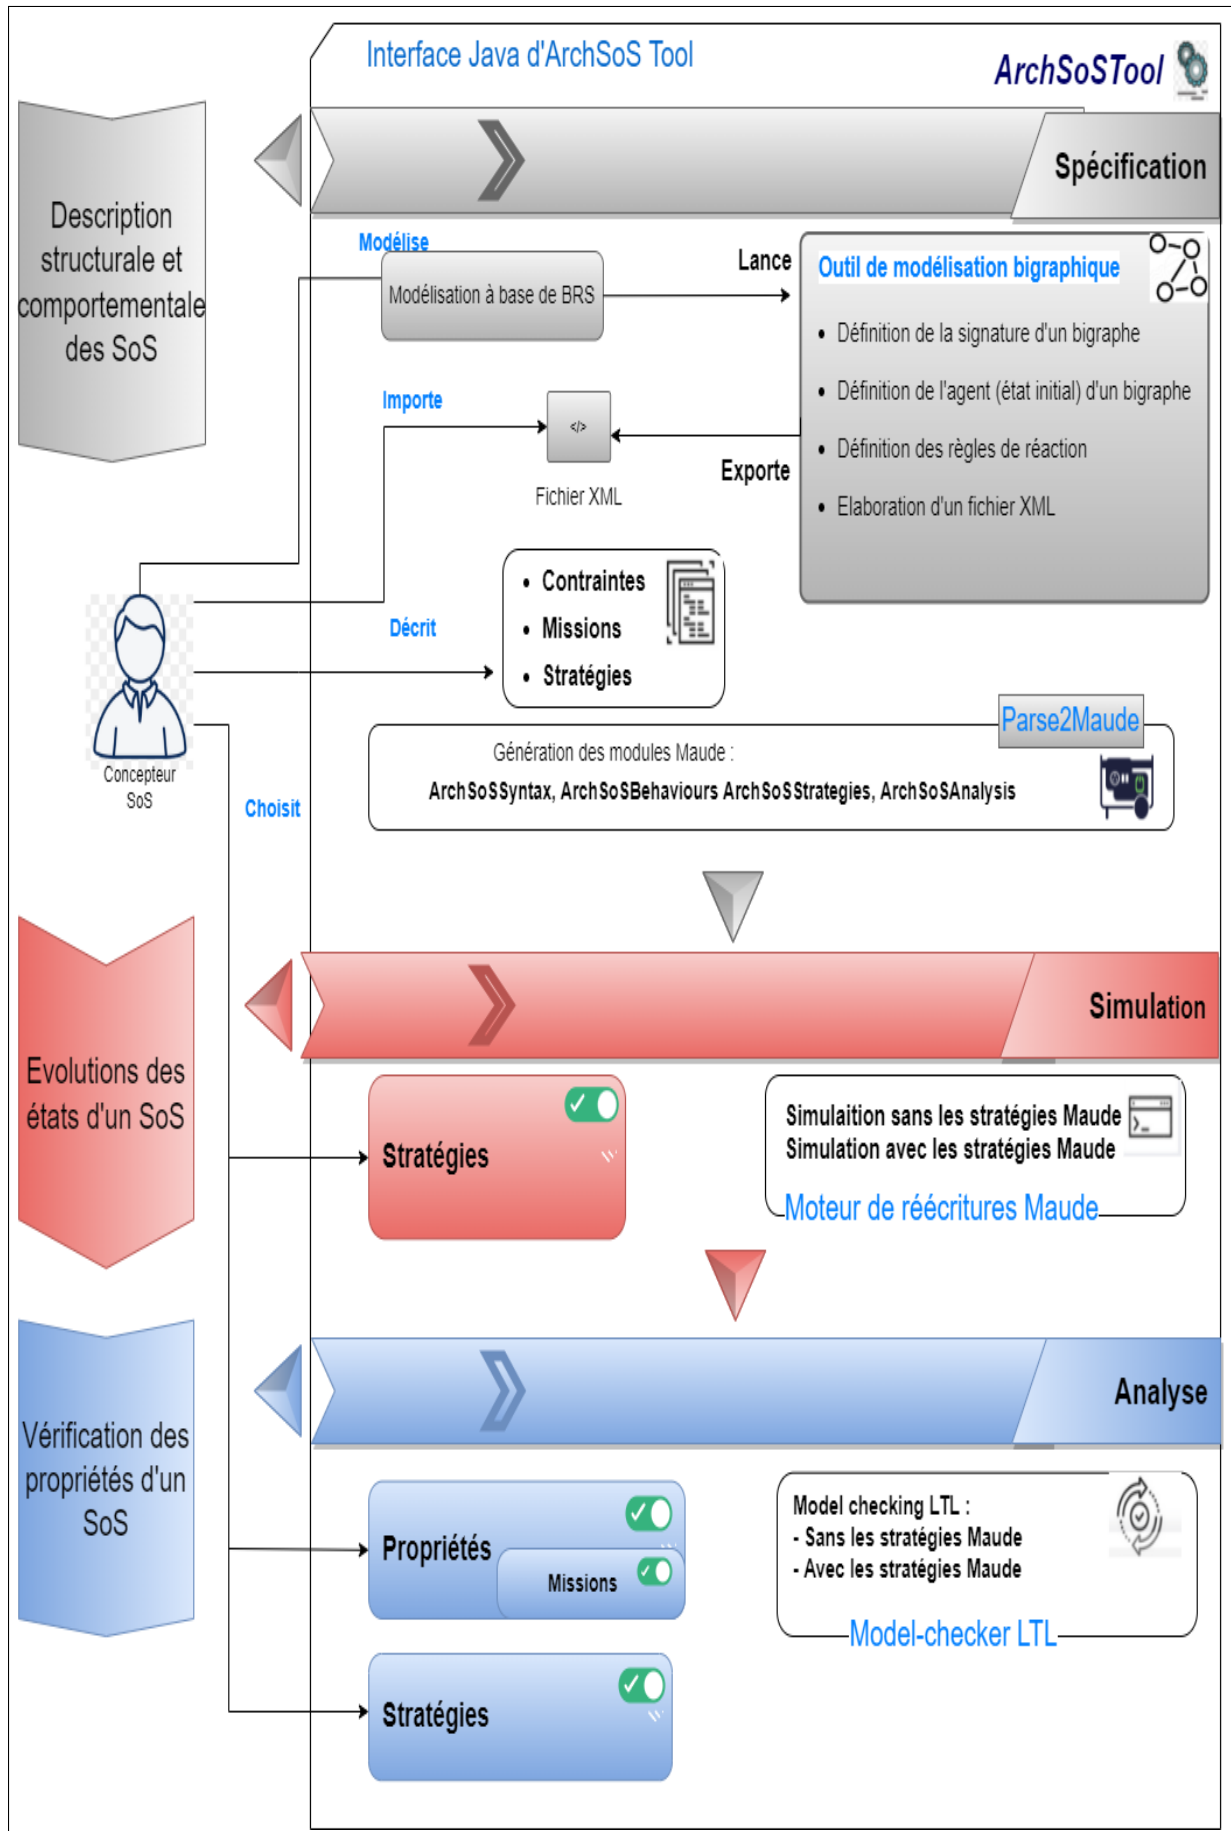 Interface Java d'ArchSoS Tool
ArchSoSTool
Spécification
Description
structurale et
comportementale
des SoS
Modélise
Modélisation à base de BRS
Lance
Outil de modélisation bigraphique
• Définition de la signature d'un bigraphe
• Définition de l'agent (état initial) d'un bigraphe
• Définition des règles de réaction
• Elaboration d'un fichier XML
Importe
</>
Fichier XML
Exporte
• Contraintes
• Missions
• Stratégies
Décrit
Concepteur
SoS
Choisit
Parse2Maude
Génération des modules Maude :
ArchSoSSyntax, ArchSoSBehaviours ArchSoSStrategies, ArchSoSAnalysis
Simulation
Evolutions des
états d'un SoS
Stratégies
Simulaition sans les stratégies Maude
Simulation avec les stratégies Maude
Moteur de réécritures Maude
Analyse
Vérification des
propriétés d'un
SoS
Propriétés
Missions
Model checking LTL :
- Sans les stratégies Maude
- Avec les stratégies Maude
Model-checker LTL
Stratégies